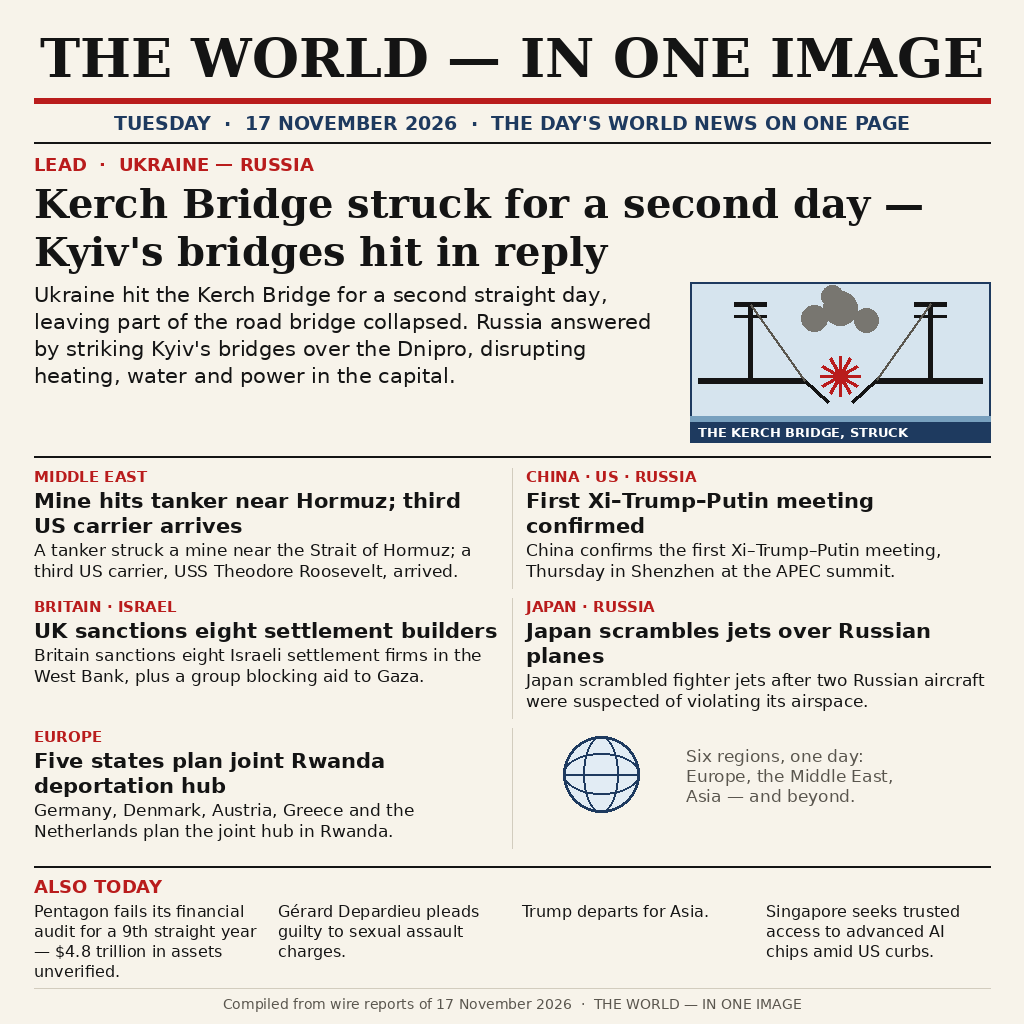 THE WORLD — IN ONE IMAGE
TUESDAY · 17 NOVEMBER 2026 · THE DAY'S WORLD NEWS ON ONE PAGE
LEAD · UKRAINE — RUSSIA
Kerch Bridge struck for a second day —
Kyiv's bridges hit in reply
Ukraine hit the Kerch Bridge for a second straight day,
leaving part of the road bridge collapsed. Russia answered
by striking Kyiv's bridges over the Dnipro, disrupting
heating, water and power in the capital.
THE KERCH BRIDGE, STRUCK
MIDDLE EAST
Mine hits tanker near Hormuz; third
US carrier arrives
A tanker struck a mine near the Strait of Hormuz; a
third US carrier, USS Theodore Roosevelt, arrived.
CHINA · US · RUSSIA
First Xi–Trump–Putin meeting
confirmed
China confirms the first Xi–Trump–Putin meeting,
Thursday in Shenzhen at the APEC summit.
BRITAIN · ISRAEL
UK sanctions eight settlement builders
Britain sanctions eight Israeli settlement firms in the
West Bank, plus a group blocking aid to Gaza.
JAPAN · RUSSIA
Japan scrambles jets over Russian
planes
Japan scrambled fighter jets after two Russian aircraft
were suspected of violating its airspace.
EUROPE
Five states plan joint Rwanda
deportation hub
Germany, Denmark, Austria, Greece and the
Netherlands plan the joint hub in Rwanda.
Six regions, one day:
Europe, the Middle East,
Asia — and beyond.
ALSO TODAY
Pentagon fails its financial
audit for a 9th straight year
— $4.8 trillion in assets
unverified.
Gérard Depardieu pleads
guilty to sexual assault
charges.
Trump departs for Asia.
Singapore seeks trusted
access to advanced AI
chips amid US curbs.
Compiled from wire reports of 17 November 2026 · THE WORLD — IN ONE IMAGE